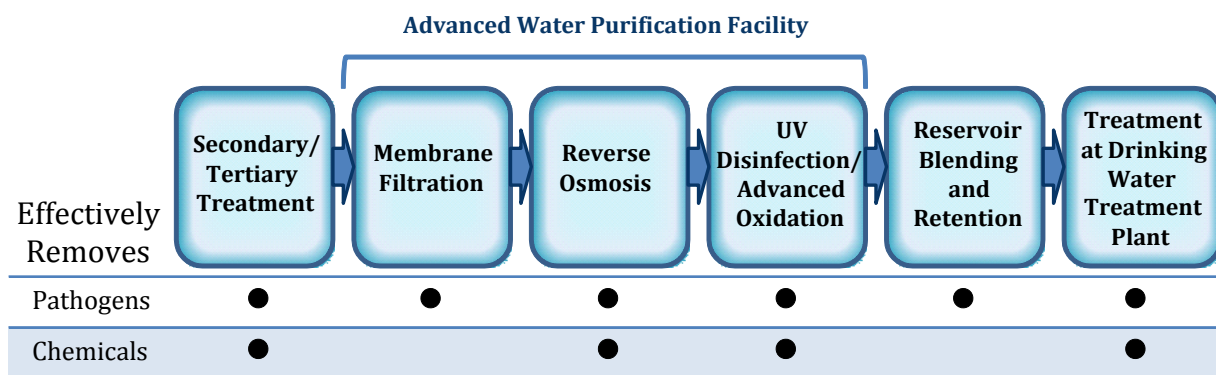 Advanced Water Purification Facility
Secondary/
Tertiary
Treatment
Membrane
Filtration
Reverse
Osmosis
UV
Disinfection/
Advanced
Oxidation
Reservoir
Blending
and
Retention
Treatment
at Drinking
Water
Treatment
Plant
Effectively
Removes
Pathogens
Chemicals